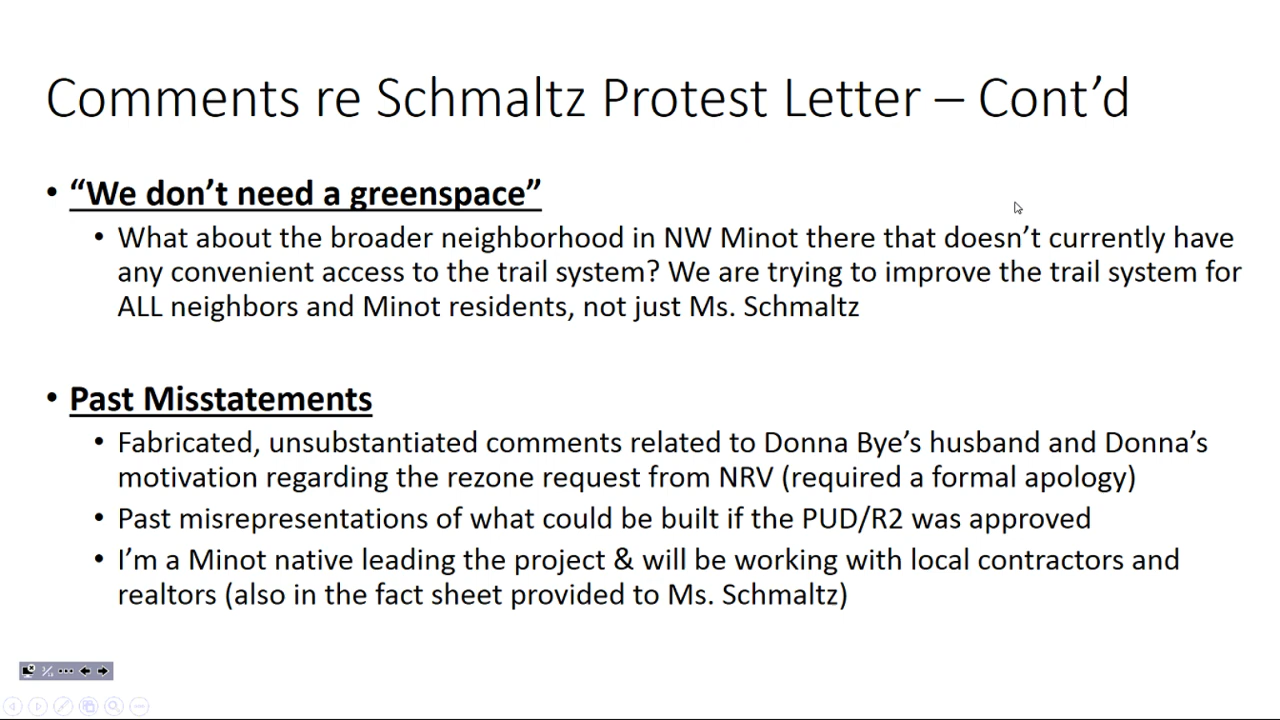 Comments re Schmaltz Protest Letter – Cont’d
• “We don’t need a greenspace”
• What about the broader neighborhood in NW Minot there that doesn’t currently have
any convenient access to the trail system? We are trying to improve the trail system for
ALL neighbors and Minot residents, not just Ms. Schmaltz
• Past Misstatements
• Fabricated, unsubstantiated comments related to Donna Bye’s husband and Donna’s
motivation regarding the rezone request from NRV (required a formal apology)
• Past misrepresentations of what could be built if the PUD/R2 was approved
• I’m a Minot native leading the project & will be working with local contractors and
realtors (also in the fact sheet provided to Ms. Schmaltz)